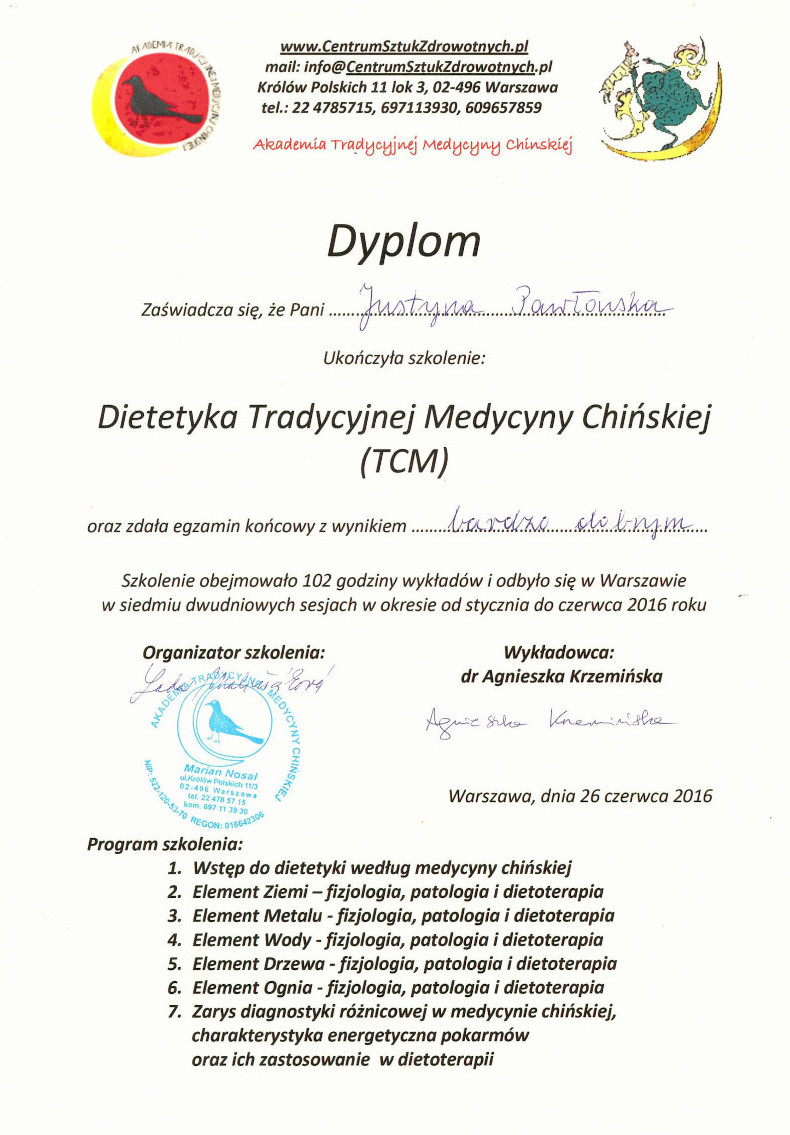 AKADEMIA TRADYCYJNEJ MEDYCYNY CHIŃSKIEJ
www.CentrumSztukZdrowotnych.pl
mail: info@CentrumSztukZdrowotnych.pl
Królów Polskich 11 lok 3, 02-496 Warszawa
tel.: 22 4785715, 697113930, 609657859
Akademia Tradycyjnej Medycyny Chinskiej
Dyplom
Zaświadcza się, że Pani ......Justyna Pawłowska......
Ukończyła szkolenie:
Dietetyka Tradycyjnej Medycyny Chińskiej
(TCM)
oraz zdała egzamin końcowy z wynikiem ......bardzo dobrym......
Szkolenie obejmowało 102 godziny wykładów i odbyło się w Warszawie
w siedmiu dwudniowych sesjach w okresie od stycznia do czerwca 2016 roku
Organizator szkolenia:
Wykładowca:
dr Agnieszka Krzemińska
Agnieszka Krzemińska
AKADEMIA TRADYCYJNEJ MEDYCYNY CHIŃSKIEJ
Marian Nosal
ul.Królów Polskich 11/3
02-496 Warszawa
tel. 22 478 57 15
kom. 697 11 39 30
NIP: 522-120-53-70 REGON: 016642306
Warszawa, dnia 26 czerwca 2016
Program szkolenia:
1. Wstęp do dietetyki według medycyny chińskiej
2. Element Ziemi – fizjologia, patologia i dietoterapia
3. Element Metalu - fizjologia, patologia i dietoterapia
4. Element Wody - fizjologia, patologia i dietoterapia
5. Element Drzewa - fizjologia, patologia i dietoterapia
6. Element Ognia - fizjologia, patologia i dietoterapia
7. Zarys diagnostyki różnicowej w medycynie chińskiej,
charakterystyka energetyczna pokarmów
oraz ich zastosowanie w dietoterapii